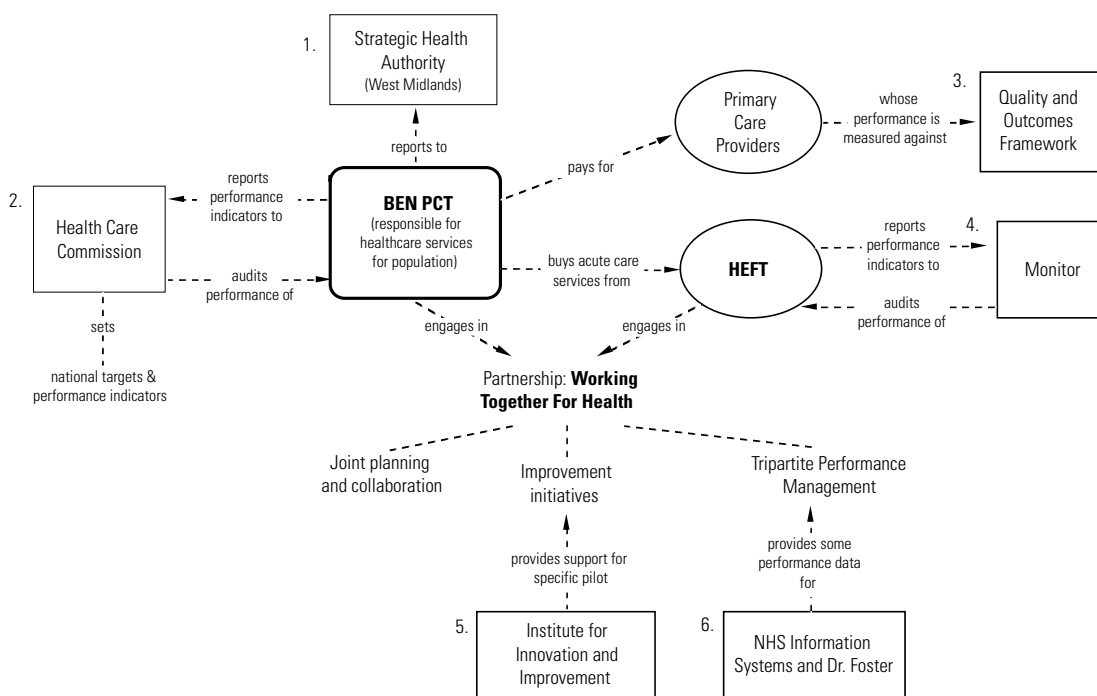 1.
Strategic Health
Authority
(West Midlands)
reports to
Primary
Care
Providers
whose
performance is
measured against
3.
Quality and
Outcomes
Framework
pays for
2.
Health Care
Commission
reports
performance
indicators to
BEN PCT
(responsible for
healthcare services
for population)
audits
performance of
buys acute care
services from
HEFT
reports
performance
indicators to
4.
Monitor
audits
performance of
sets
national targets &
performance indicators
engages in
engages in
Partnership: Working
Together For Health
Joint planning
and collaboration
Improvement
initiatives
Tripartite Performance
Management
provides support for
specific pilot
provides some
performance data
for
5.
Institute for
Innovation and
Improvement
6.
NHS Information
Systems and Dr. Foster